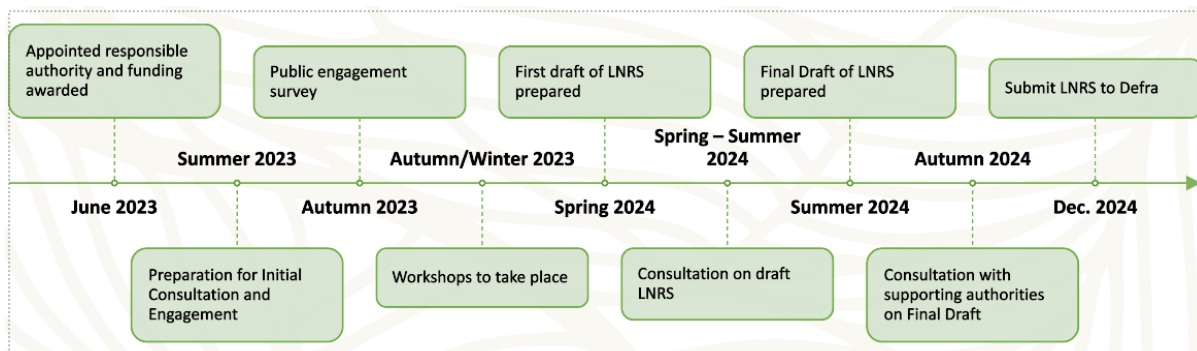 Appointed responsible
authority and funding
awarded
Public engagement
survey
First draft of LNRS
prepared
Final Draft of LNRS
prepared
Submit LNRS to Defra
Summer 2023
Autumn/Winter 2023
Spring – Summer
2024
Autumn 2024
June 2023
Autumn 2023
Spring 2024
Summer 2024
Dec. 2024
Preparation for Initial
Consultation and
Engagement
Workshops to take place
Consultation on draft
LNRS
Consultation with
supporting authorities
on Final Draft